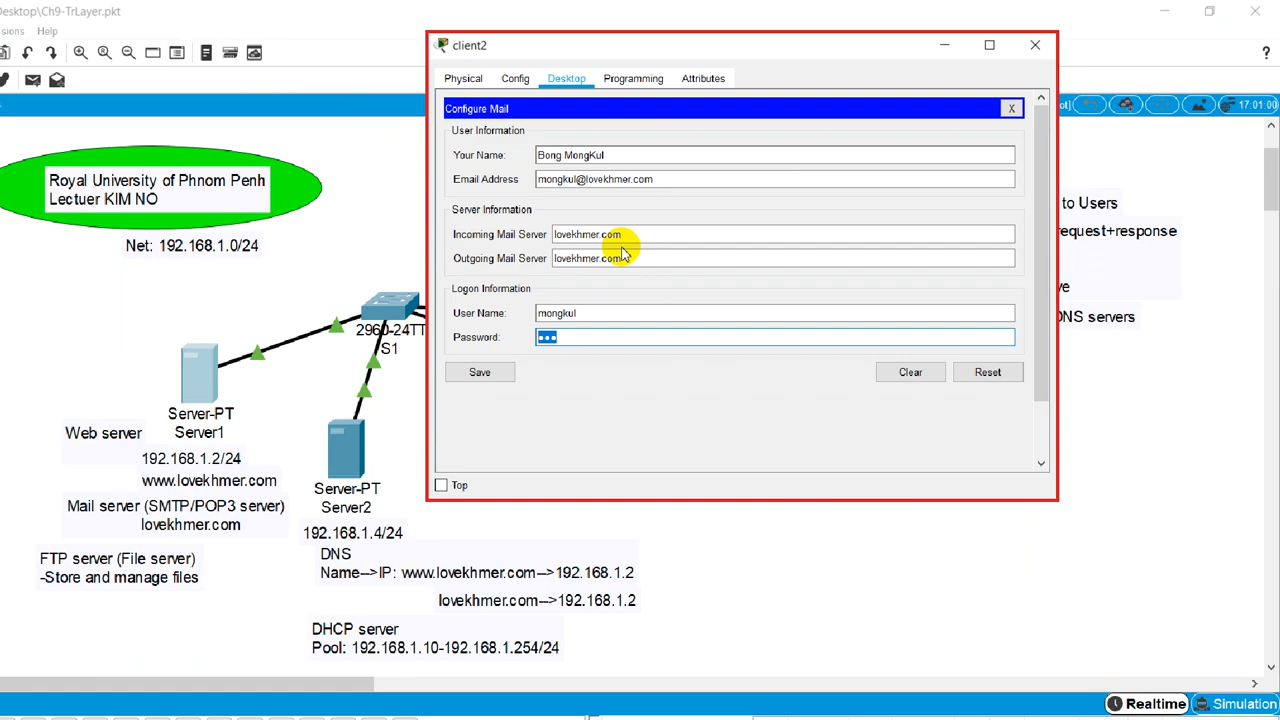 Desktop\Ch9-TrLayer.pkt
sions Help
client2
Physical Config Desktop Programming Attributes
Configure Mail X
User Information
Your Name: Bong MongKul
Email Address mongkul@lovekhmer.com
Server Information
Incoming Mail Server lovekhmer.com
Outgoing Mail Server lovekhmer.com
Logon Information
User Name: mongkul
Password: •••
Save Clear Reset
Top
ot] 17:01:00
Royal University of Phnom Penh
Lectuer KIM NO
Net: 192.168.1.0/24
2960-24TT
S1
Server-PT
Server1
Web server
192.168.1.2/24
www.lovekhmer.com
Mail server (SMTP/POP3 server)
lovekhmer.com
FTP server (File server)
-Store and manage files
Server-PT
Server2
192.168.1.4/24
DNS
Name-->IP: www.lovekhmer.com-->192.168.1.2
lovekhmer.com-->192.168.1.2
DHCP server
Pool: 192.168.1.10-192.168.1.254/24
to Users
request+response
ve
DNS servers
Realtime Simulation